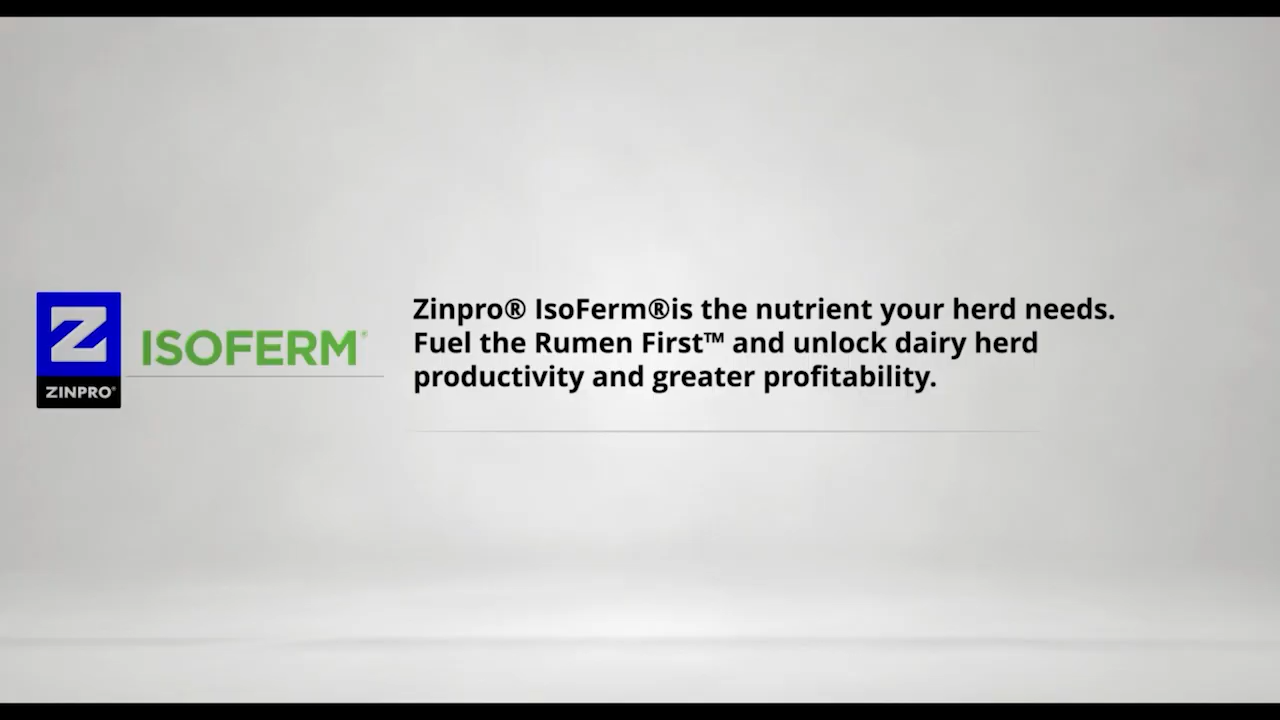 Z
ZINPRO®
ISOFERM®
Zinpro® IsoFerm®is the nutrient your herd needs.
Fuel the Rumen First™ and unlock dairy herd
productivity and greater profitability.